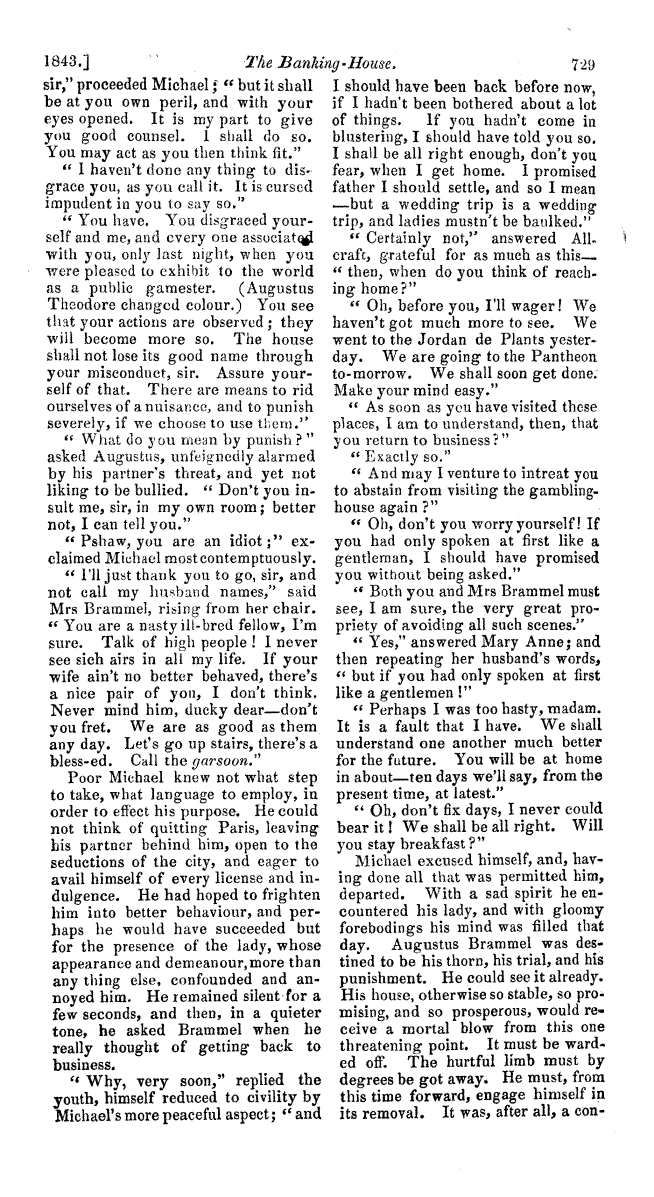 1843.] The Banking-House. 729
sir," proceeded Michael; "but it shall
be at you own peril, and with your
eyes opened. It is my part to give
you good counsel. I shall do so.
You may act as you then think fit."
"I haven't done any thing to dis-
grace you, as you call it. It is cursed
impudent in you to say so."
"You have. You disgraced your-
self and me, and every one associated
with you, only last night, when you
were pleased to exhibit to the world
as a public gamester. (Augustus
Theodore changed colour.) You see
that your actions are observed; they
will become more so. The house
shall not lose its good name through
your misconduct, sir. Assure your-
self of that. There are means to rid
ourselves of a nuisance, and to punish
severely, if we choose to use them."
"What do you mean by punish?"
asked Augustus, unfeignedly alarmed
by his partner's threat, and yet not
liking to be bullied. "Don't you in-
sult me, sir, in my own room; better
not, I can tell you."
"Pshaw, you are an idiot;" ex-
claimed Michael most contemptuously.
"I'll just thank you to go, sir, and
not call my husband names," said
Mrs Brammel, rising from her chair.
"You are a nasty ill-bred fellow, I'm
sure. Talk of high people! I never
see sich airs in all my life. If your
wife ain't no better behaved, there's
a nice pair of you, I don't think.
Never mind him, ducky dear—don't
you fret. We are as good as them
any day. Let's go up stairs, there's a
bless-ed. Call the garsoon."
Poor Michael knew not what step
to take, what language to employ, in
order to effect his purpose. He could
not think of quitting Paris, leaving
his partner behind him, open to the
seductions of the city, and eager to
avail himself of every license and in-
dulgence. He had hoped to frighten
him into better behaviour, and per-
haps he would have succeeded but
for the presence of the lady, whose
appearance and demeanour, more than
any thing else, confounded and an-
noyed him. He remained silent for a
few seconds, and then, in a quieter
tone, he asked Brammel when he
really thought of getting back to
business.
"Why, very soon," replied the
youth, himself reduced to civility by
Michael's more peaceful aspect; "and
I should have been back before now,
if I hadn't been bothered about a lot
of things. If you hadn't come in
blustering, I should have told you so.
I shall be all right enough, don't you
fear, when I get home. I promised
father I should settle, and so I mean
—but a wedding trip is a wedding
trip, and ladies mustn't be baulked."
"Certainly not," answered All-
craft, grateful for as much as this—
"then, when do you think of reach-
ing home?"
"Oh, before you, I'll wager! We
haven't got much more to see. We
went to the Jordan de Plants yester-
day. We are going to the Pantheon
to-morrow. We shall soon get done.
Make your mind easy."
"As soon as you have visited these
places, I am to understand, then, that
you return to business?"
"Exactly so."
"And may I venture to intreat you
to abstain from visiting the gambling-
house again?"
"Oh, don't you worry yourself! If
you had only spoken at first like a
gentleman, I should have promised
you without being asked."
"Both you and Mrs Brammel must
see, I am sure, the very great pro-
priety of avoiding all such scenes."
"Yes," answered Mary Anne; and
then repeating her husband's words,
"but if you had only spoken at first
like a gentlemen!"
"Perhaps I was too hasty, madam.
It is a fault that I have. We shall
understand one another much better
for the future. You will be at home
in about—ten days we'll say, from the
present time, at latest."
"Oh, don't fix days, I never could
bear it! We shall be all right. Will
you stay breakfast?"
Michael excused himself, and, hav-
ing done all that was permitted him,
departed. With a sad spirit he en-
countered his lady, and with gloomy
forebodings his mind was filled that
day. Augustus Brammel was des-
tined to be his thorn, his trial, and his
punishment. He could see it already.
His house, otherwise so stable, so pro-
mising, and so prosperous, would re-
ceive a mortal blow from this one
threatening point. It must be ward-
ed off. The hurtful limb must by
degrees be got away. He must, from
this time forward, engage himself in
its removal. It was, after all, a con-